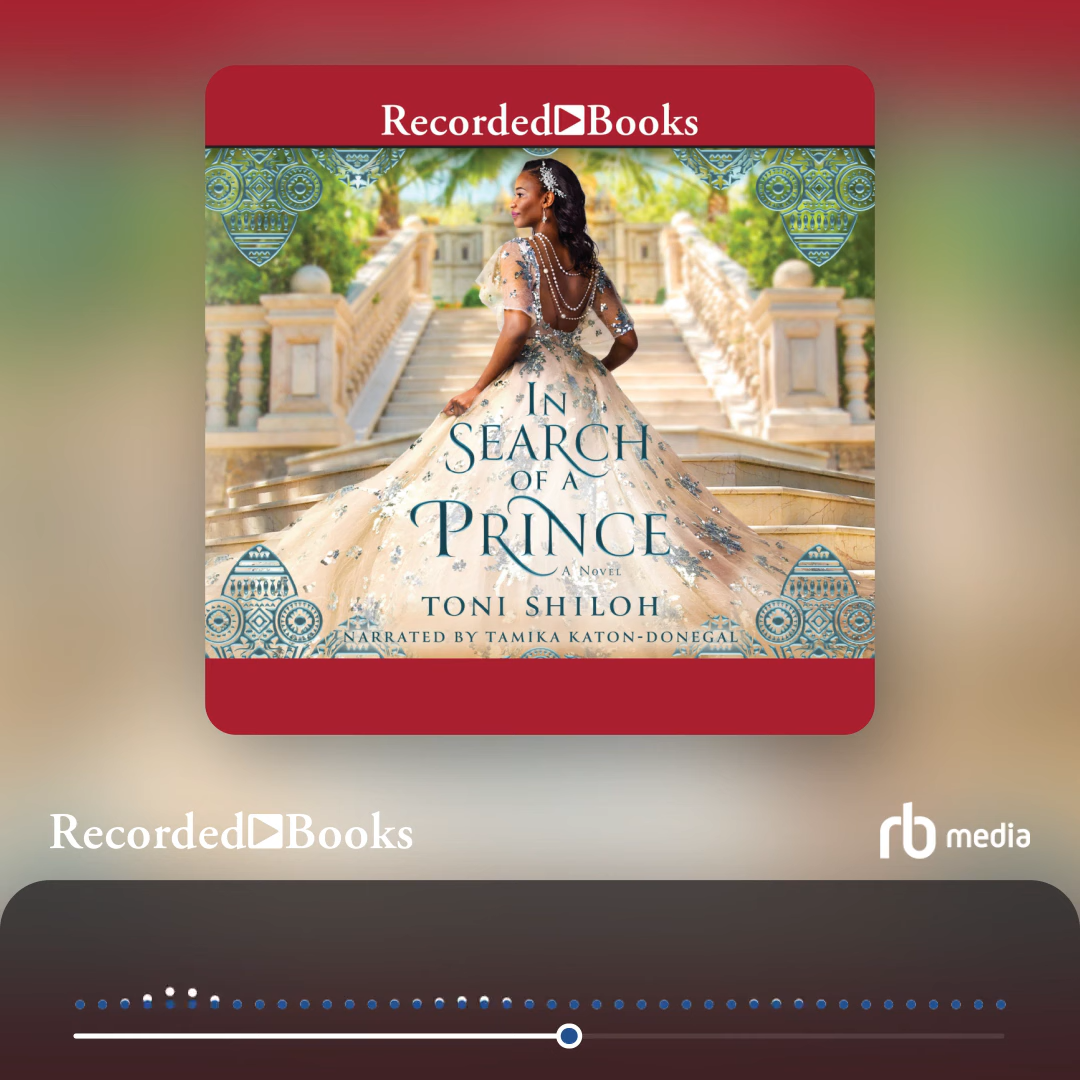 Recorded Books
IN
SEARCH
OF A
PRINCE
A NOVEL
TONI SHILOH
NARRATED BY TAMIKA KATON-DONEGAL
Recorded Books
rb media